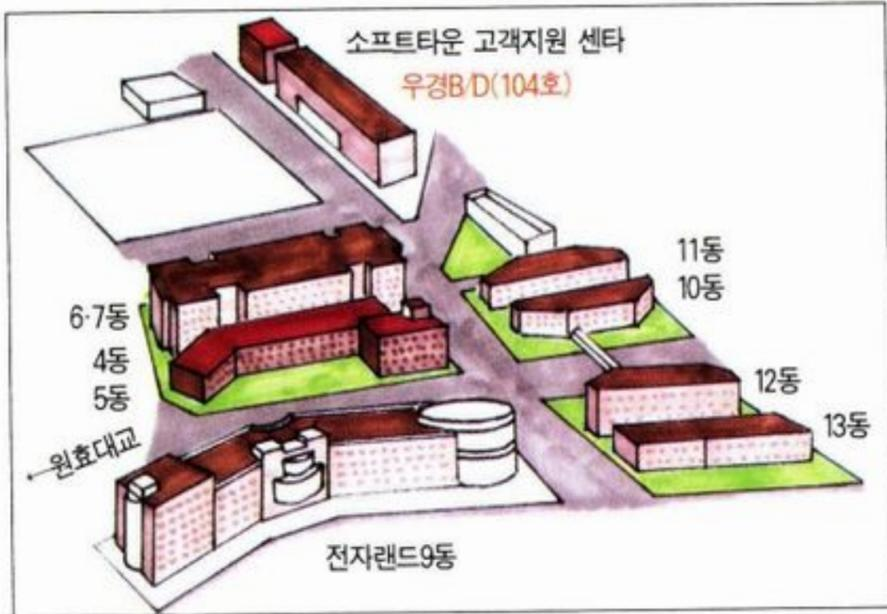 소프트타운 고객지원 센타
우경B/D(104호)
11동
10동
6·7동
4동
5동
12동
13동
원효대교
전자랜드9동